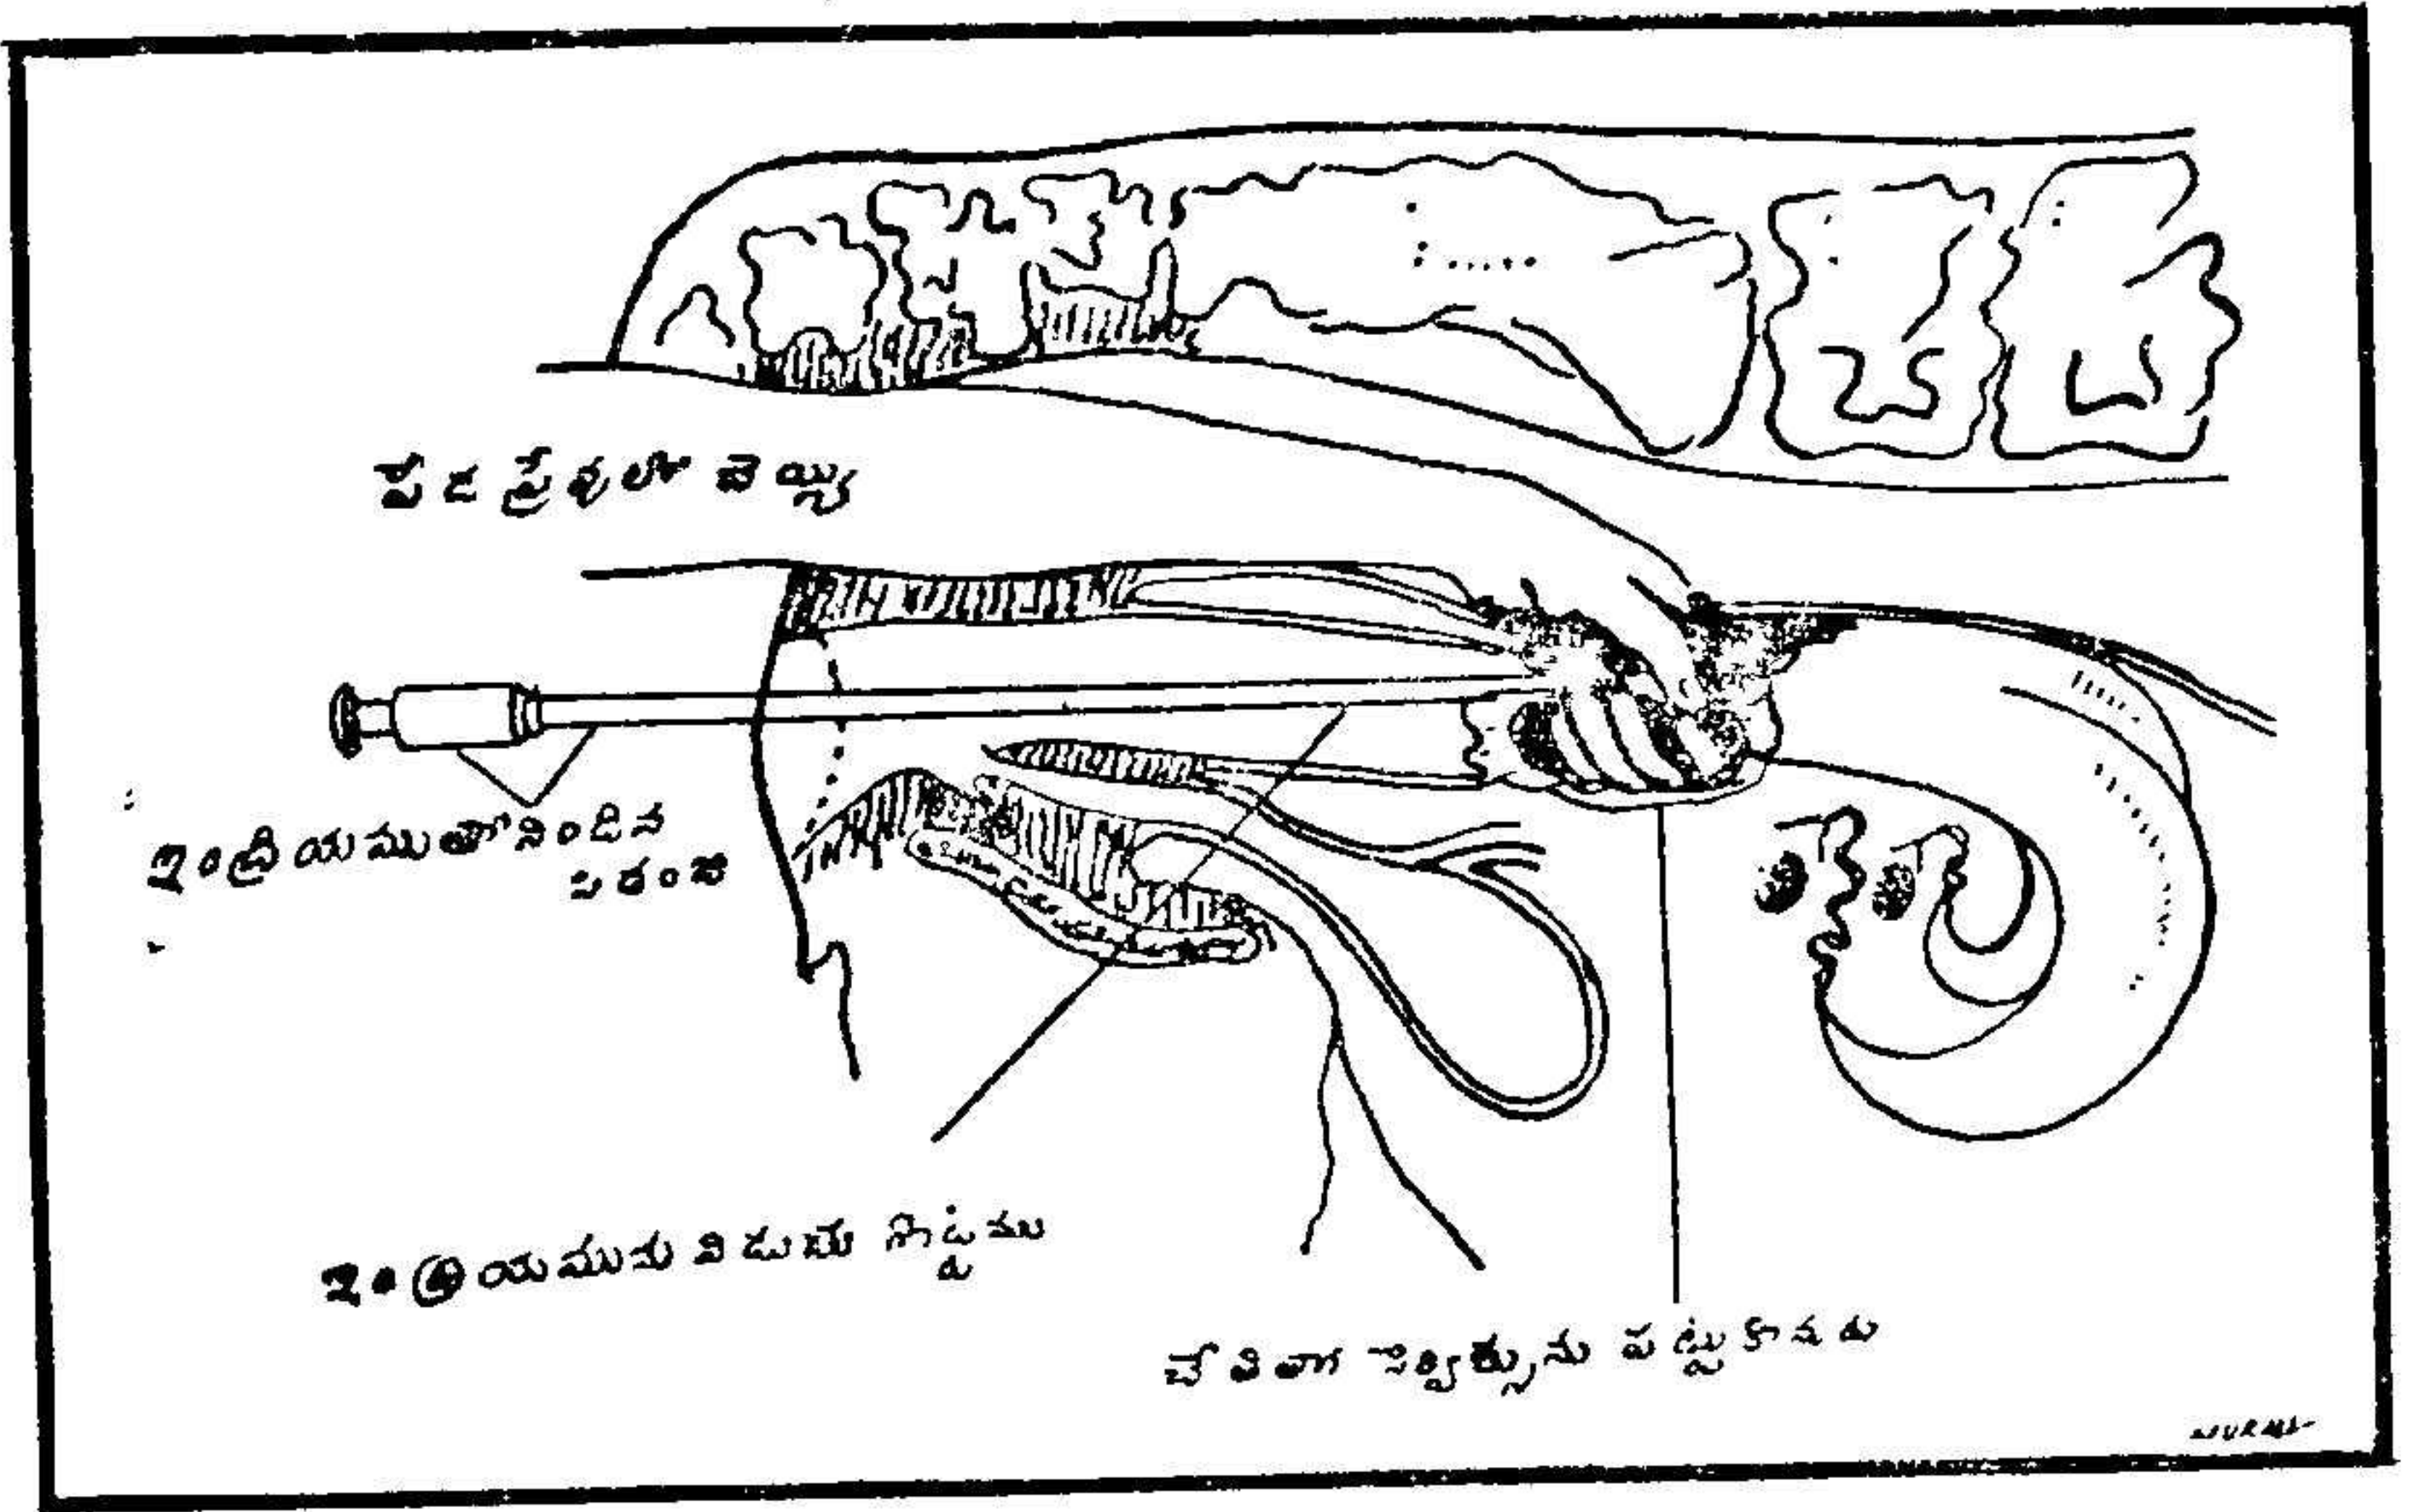 పేడ ప్రేవులో చెయ్యి
ఇంద్రియముతో నిండిన
సిరంజి
ఇంద్రియమును విడుచు
చేతితో సెర్విక్సును పట్టుకొనుట